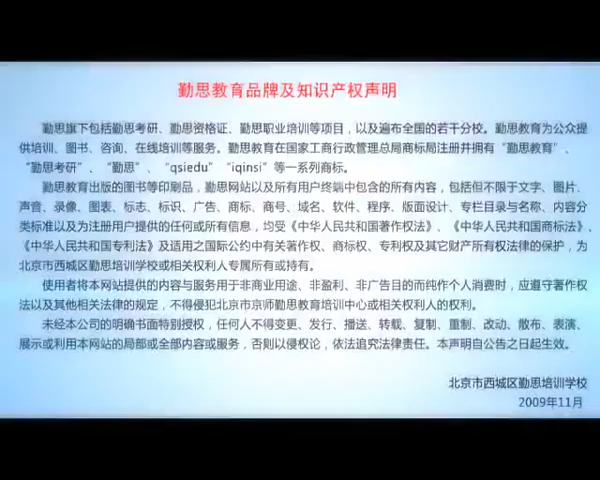 勤思教育品牌及知识产权声明
勤思旗下包括勤思考研、勤思资格证、勤思职业培训等项目，以及遍布全国的若干分校。勤思教育为公众提
供培训、图书、咨询、在线培训等服务。勤思教育在国家工商行政管理总局商标局注册并拥有“勤思教育”、
“勤思考研”、“勤思”、“qsiedu”“iqinsi”等一系列商标。
勤思教育出版的图书等印刷品，勤思网站以及所有用户终端中包含的所有内容，包括但不限于文字、图片、
声音、录像、图表、标志、标识、广告、商标、商号、域名、软件、程序、版面设计、专栏目录与名称、内容分
类标准以及为注册用户提供的任何或所有信息，均受《中华人民共和国著作权法》、《中华人民共和国商标法》、
《中华人民共和国专利法》及适用之国际公约中有关著作权、商标权、专利权及其它财产所有权法律的保护，为
北京市西城区勤思培训学校或相关权利人专属所有或持有。
使用者将本网站提供的内容与服务用于非商业用途、非盈利、非广告目的而纯作个人消费时，应遵守著作权
法以及其他相关法律的规定，不得侵犯北京市京师勤思教育培训中心或相关权利人的权利。
未经本公司的明确书面特别授权，任何人不得变更、发行、播送、转载、复制、重制、改动、散布、表演、
展示或利用本网站的局部或全部内容或服务，否则以侵权论，依法追究法律责任。本声明自公告之日起生效。
北京市西城区勤思培训学校
2009年11月